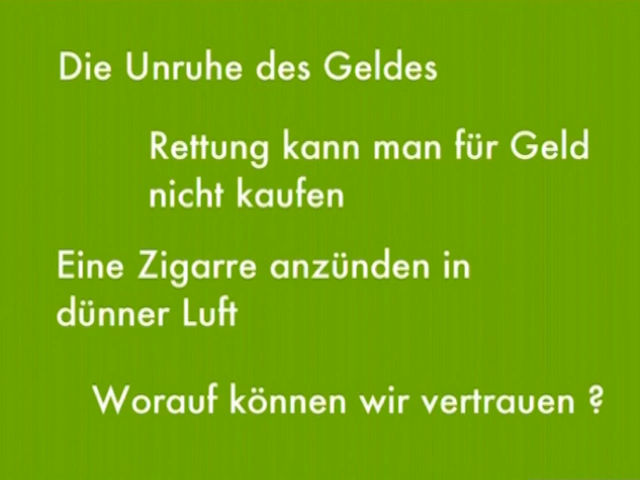 Die Unruhe des Geldes
Rettung kann man für Geld
nicht kaufen
Eine Zigarre anzünden in
dünner Luft
Worauf können wir vertrauen ?